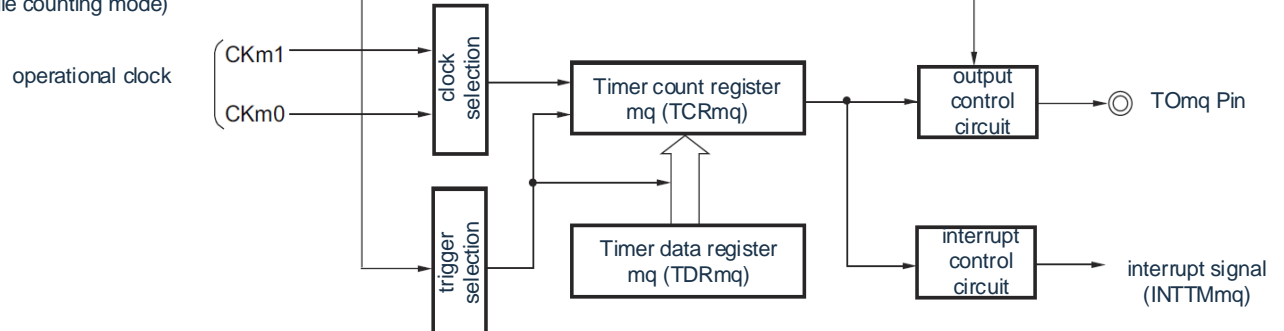 le counting mode)
operational clock
CKm1
CKm0
clock
selection
Timer count register
mq (TCRmq)
output
control
circuit
TOmq Pin
trigger
selection
Timer data register
mq (TDRmq)
interrupt
control
circuit
interrupt signal
(INTTMmq)